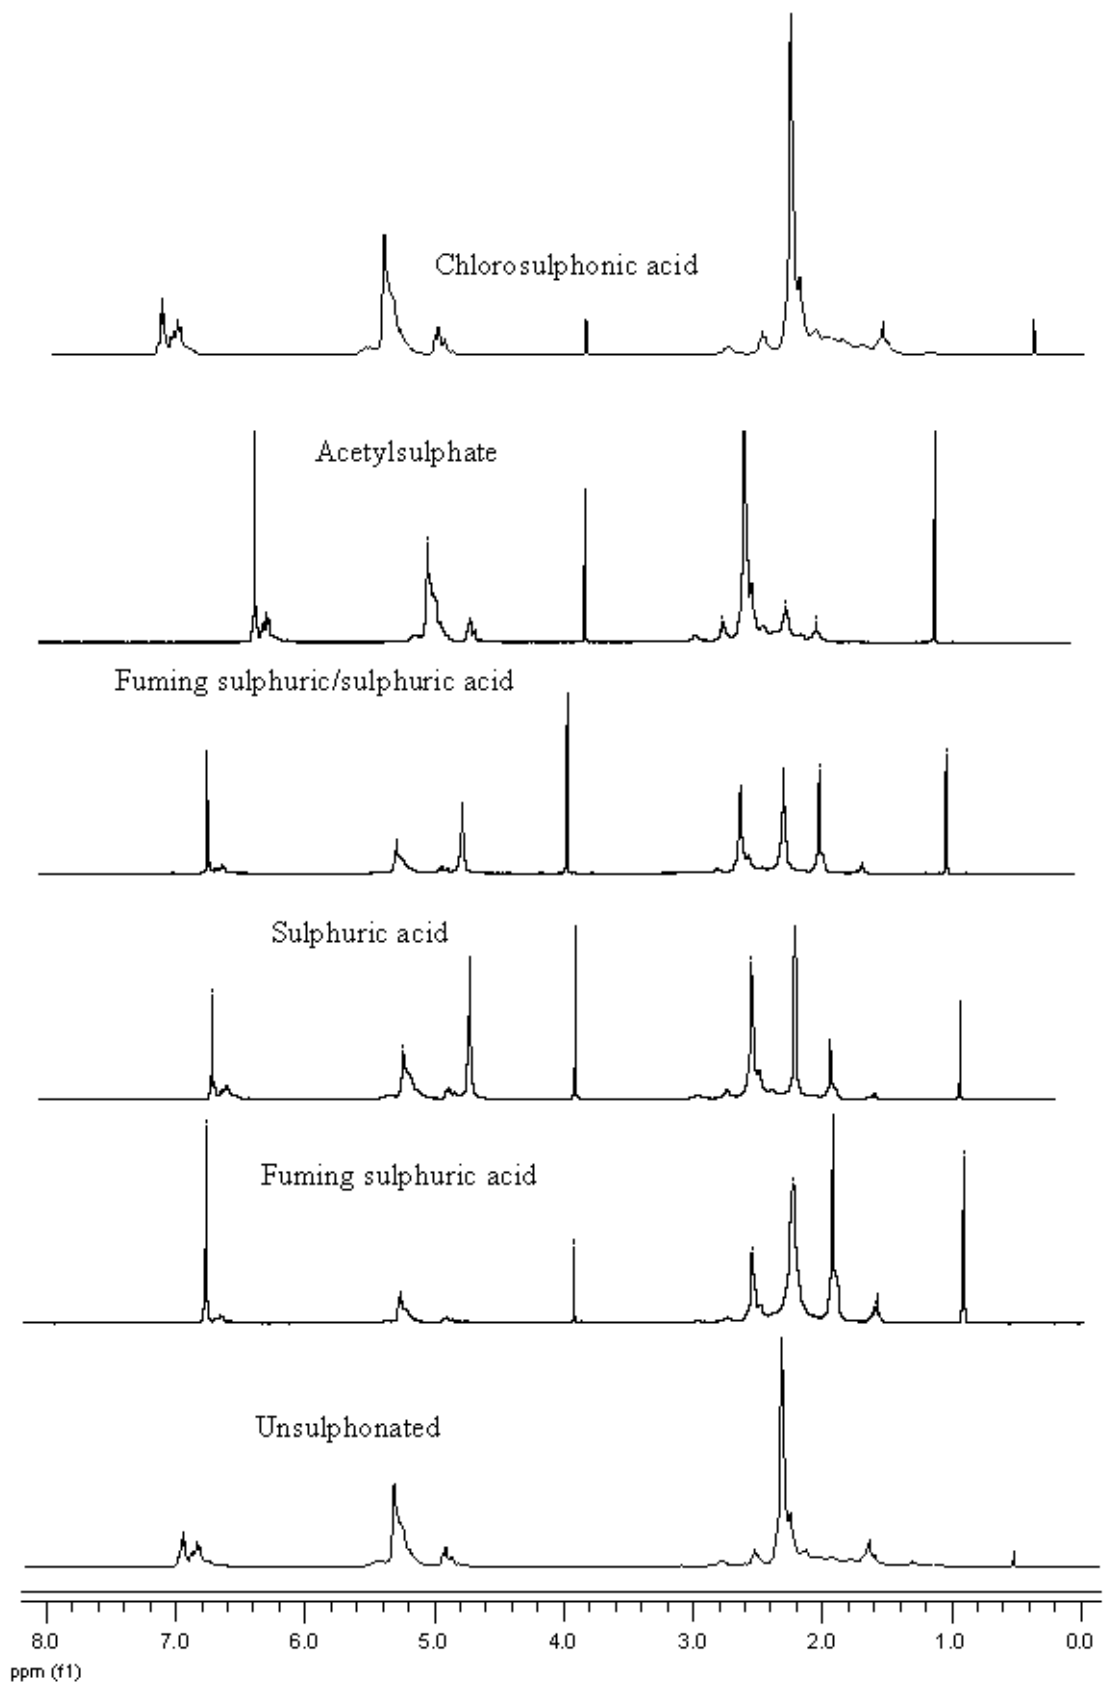 Chlorosulphonic acid
Acetylsulphate
Fuming sulphuric/sulphuric acid
Sulphuric acid
Fuming sulphuric acid
Unsulphonated
8.0 7.0 6.0 5.0 4.0 3.0 2.0 1.0 0.0
ppm (f1)